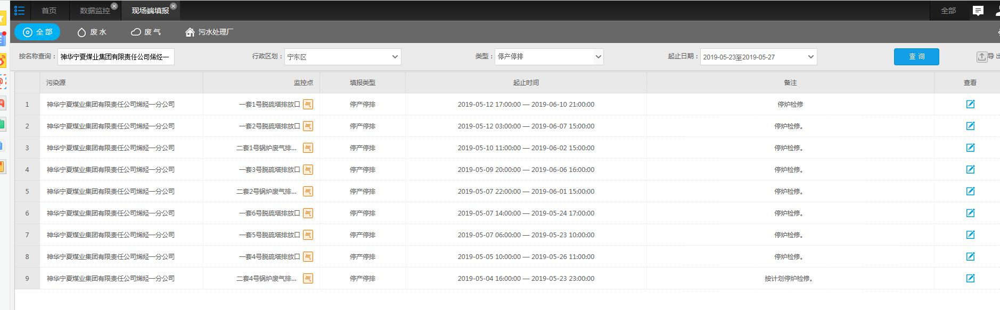 首页 数据监控 现场端填报 全部
全部 废水 废气 污水处理厂
按名称查询： 神华宁夏煤业集团有限责任公司烯烃一 行政区划： 宁东区 类型： 停产停排 起止日期： 2019-05-23至2019-05-27 查 询 导 出
污染源 监控点 填报类型 起止时间 备注 查看
1 神华宁夏煤业集团有限责任公司烯烃一分公司 一套1号脱硫塔排放口 气 停产停排 2019-05-12 17:00:00 — 2019-06-10 21:00:00 停炉检修
2 神华宁夏煤业集团有限责任公司烯烃一分公司 一套2号脱硫塔排放口 气 停产停排 2019-05-12 03:00:00 — 2019-06-07 15:00:00 停炉检修。
3 神华宁夏煤业集团有限责任公司烯烃一分公司 二套1号锅炉废气排... 气 停产停排 2019-05-10 11:00:00 — 2019-06-02 15:00:00 停炉检修。
4 神华宁夏煤业集团有限责任公司烯烃一分公司 一套3号脱硫塔排放口 气 停产停排 2019-05-09 20:00:00 — 2019-06-06 16:00:00 停炉检修。
5 神华宁夏煤业集团有限责任公司烯烃一分公司 二套2号锅炉废气排... 气 停产停排 2019-05-07 22:00:00 — 2019-06-01 15:00:00 停炉检修。
6 神华宁夏煤业集团有限责任公司烯烃一分公司 一套6号脱硫塔排放口 气 停产停排 2019-05-07 14:00:00 — 2019-05-24 17:00:00 停炉检修。
7 神华宁夏煤业集团有限责任公司烯烃一分公司 一套5号脱硫塔排放口 气 停产停排 2019-05-07 06:00:00 — 2019-05-23 10:00:00 停炉检修。
8 神华宁夏煤业集团有限责任公司烯烃一分公司 一套4号脱硫塔排放口 气 停产停排 2019-05-05 10:00:00 — 2019-05-26 11:00:00 停炉检修。
9 神华宁夏煤业集团有限责任公司烯烃一分公司 二套4号锅炉废气排... 气 停产停排 2019-05-04 16:00:00 — 2019-05-23 23:00:00 按计划停炉检修。